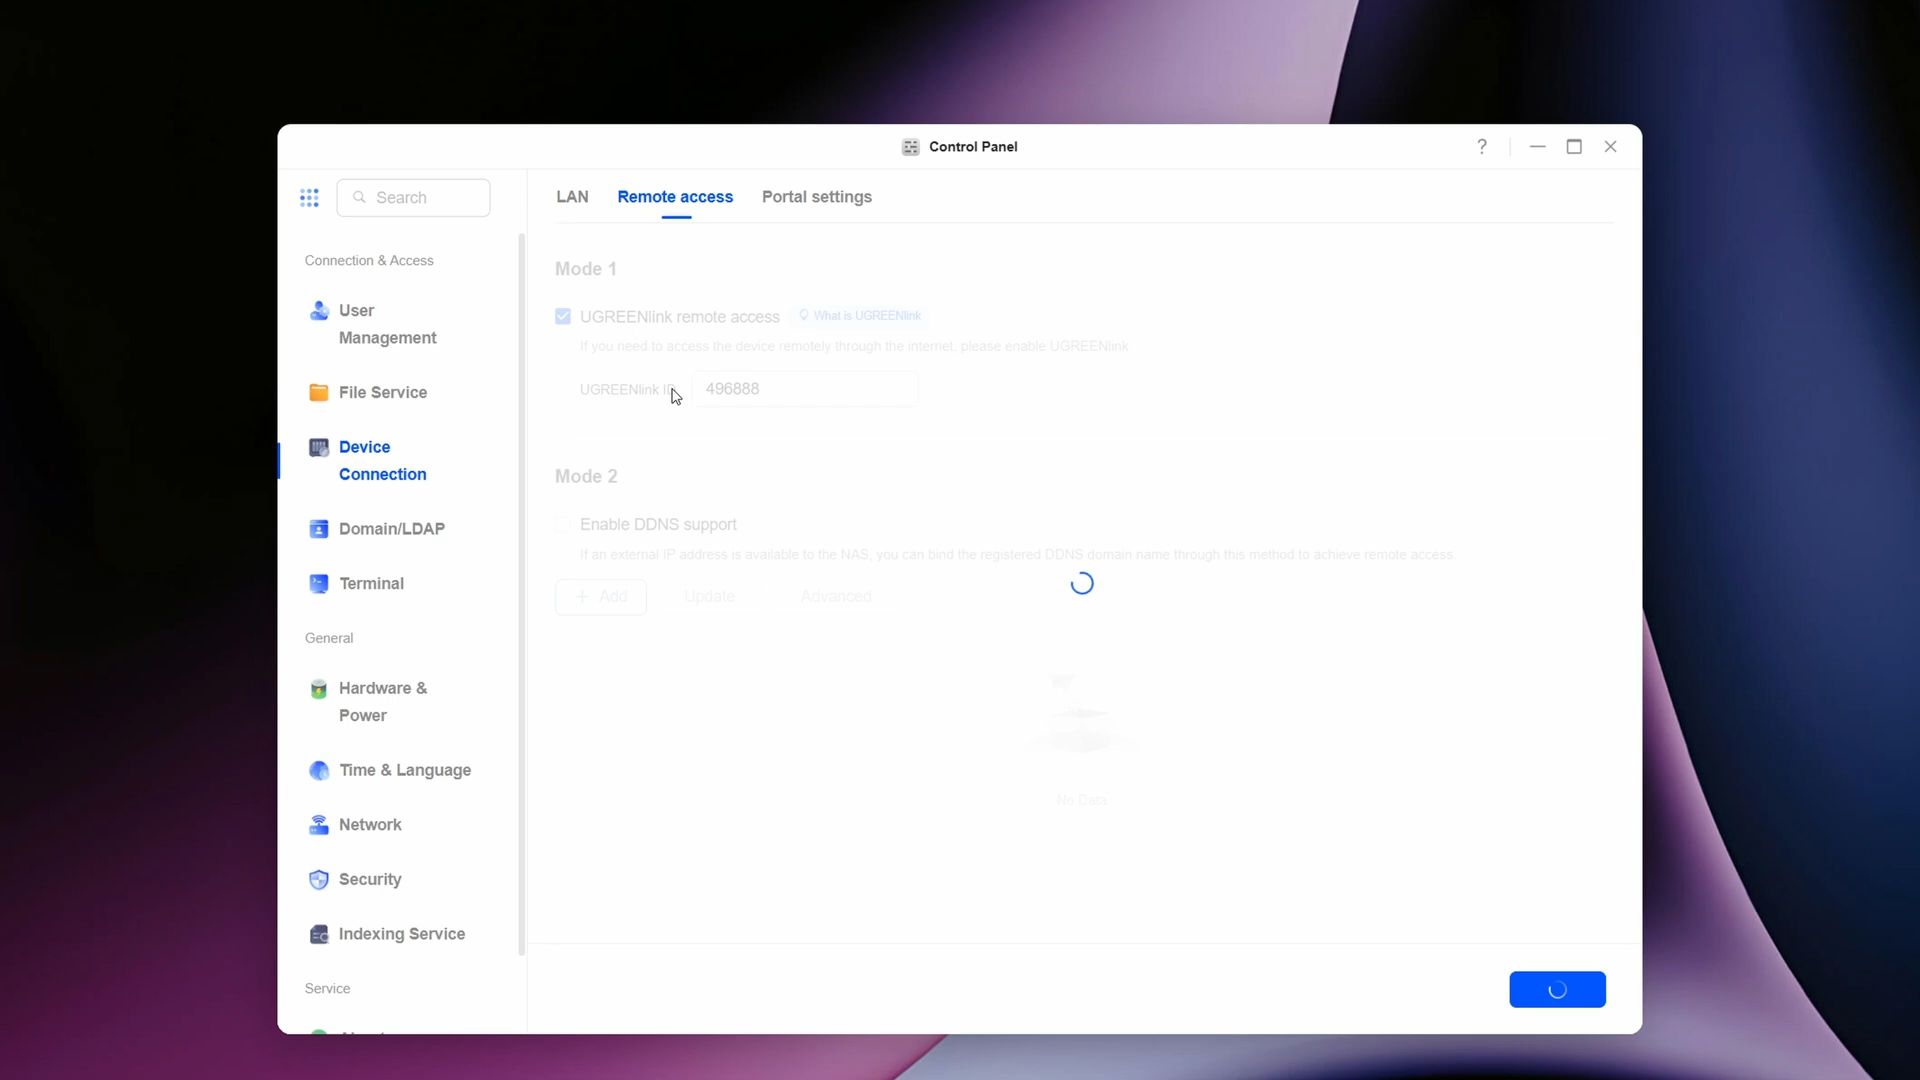 Control Panel
?
Search
LAN
Remote access
Portal settings
Connection & Access
User
Management
File Service
Device
Connection
Domain/LDAP
Terminal
General
Hardware &
Power
Time & Language
Network
Security
Indexing Service
Service
Mode 1
UGREENlink remote access
What is UGREENlink
If you need to access the device remotely through the internet, please enable UGREENlink
UGREENlink ID
496888
Mode 2
Enable DDNS support
If an external IP address is available to the NAS, you can bind the registered DDNS domain name through this method to achieve remote access.
+ Add
Update
Advanced
No Data